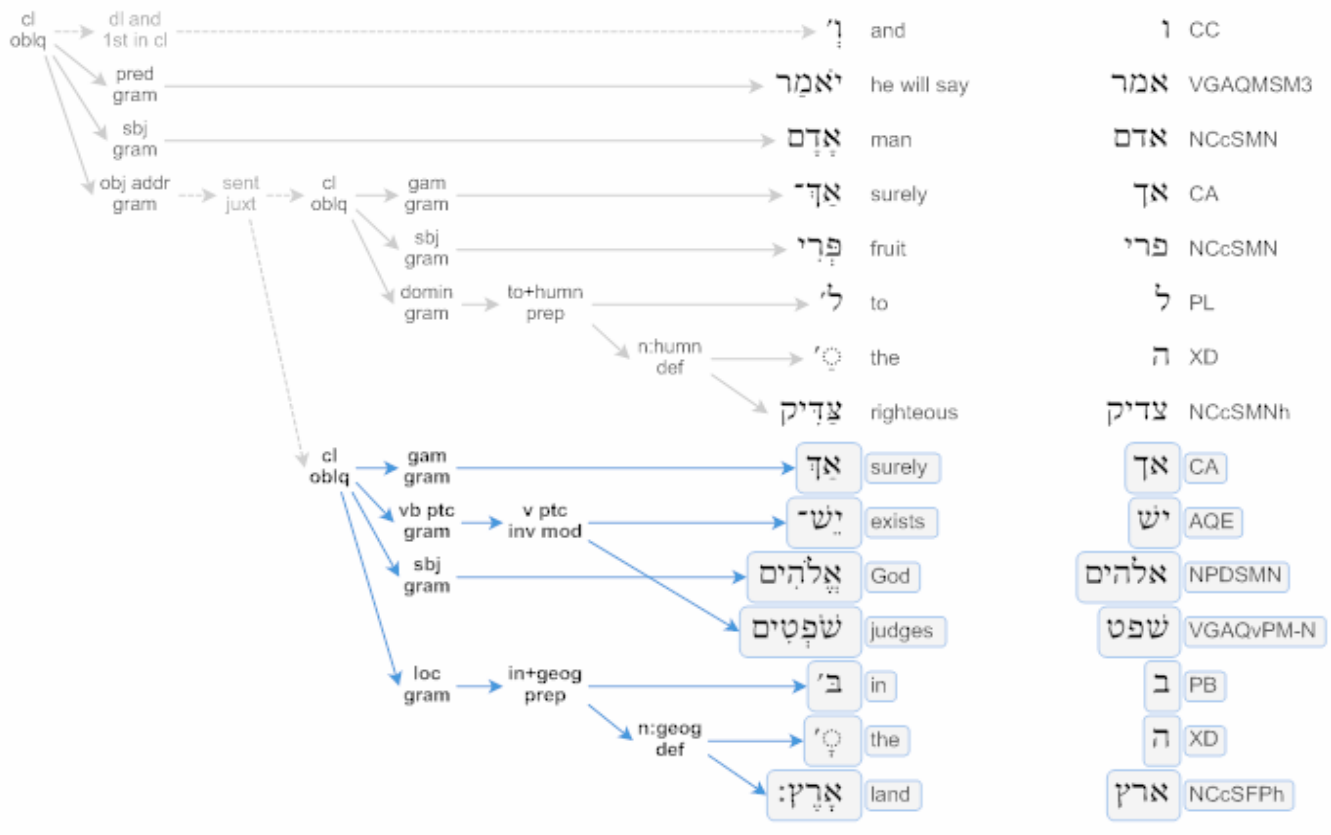 cl oblq dl and 1st in cl וְ׳ and ו CC
pred gram יֹאמַר he will say אמר VGAQMSM3
sbj gram אָדָם man אדם NCcSMN
obj addr gram sent juxt cl oblq gam gram אַךְ־ surely אך CA
sbj gram פְּרִי fruit פרי NCcSMN
domin gram to+humn prep ל׳ to ל PL
n:humn def ◌ַ׳ the ה XD
צַּדִּיק righteous צדיק NCcSMNh
cl oblq gam gram אַךְ surely אך CA
vb ptc gram v ptc inv mod יֵשׁ־ exists יש AQE
sbj gram אֱלֹהִים God אלהים NPDSMN
שֹׁפְטִים judges שׁפט VGAQvPM-N
loc gram in+geog prep בּ׳ in ב PB
n:geog def ◌ָ׳ the ה XD
אָרֶץ׃ land ארץ NCcSFPh